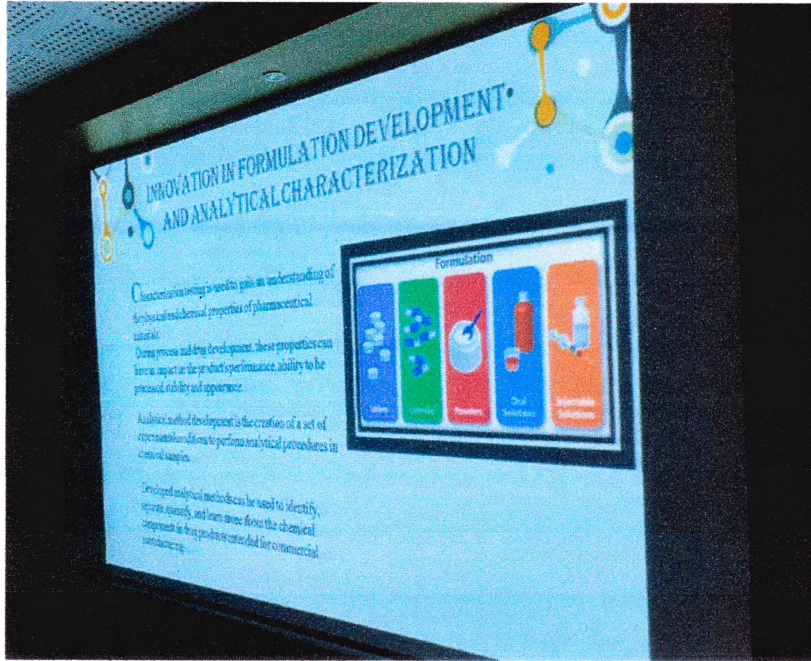 INNOVATION IN FORMULATION DEVELOPMENT
AND ANALYTICAL CHARACTERIZATION
Characterization testing is used to gain an understanding of
the physical and chemical properties of pharmaceutical
materials.
During process and drug development, these properties can
have an impact on the product's performance, ability to be
processed, stability and appearance.
Analytical method development is the creation of a set of
experimental conditions to perform analytical procedures in
chemical samples.
Developed analytical methods can be used to identify,
separate, quantify, and learn more about the chemical
components in drug products intended for commercial
manufacturing.
Formulation
Tablets
Powders
Oral
Solutions
Injectable
Solutions